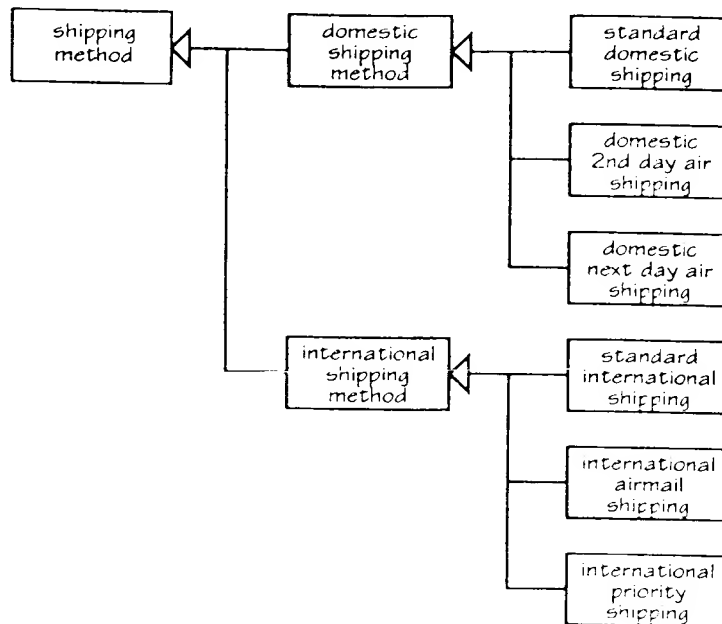 shipping
method
domestic
shipping
method
standard
domestic
shipping
domestic
2nd day air
shipping
domestic
next day air
shipping
international
shipping
method
standard
international
shipping
international
airmail
shipping
international
priority
shipping